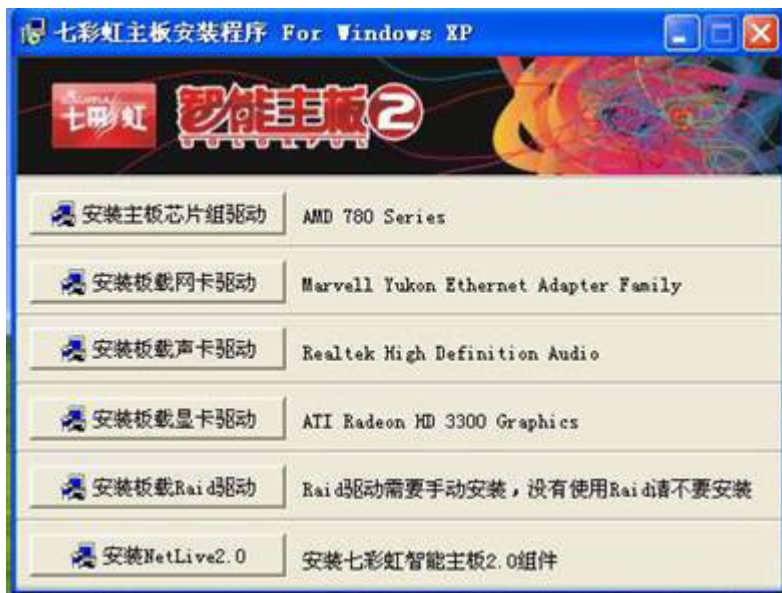 七彩虹主板安装程序 For Windows XP
七彩虹 智能主板2
安装主板芯片组驱动 AMD 780 Series
安装板载网卡驱动 Marvell Yukon Ethernet Adapter Family
安装板载声卡驱动 Realtek High Definition Audio
安装板载显卡驱动 ATI Radeon HD 3300 Graphics
安装板载Raid驱动 Raid驱动需要手动安装，没有使用Raid请不要安装
安装NetLive2.0 安装七彩虹智能主板2.0组件